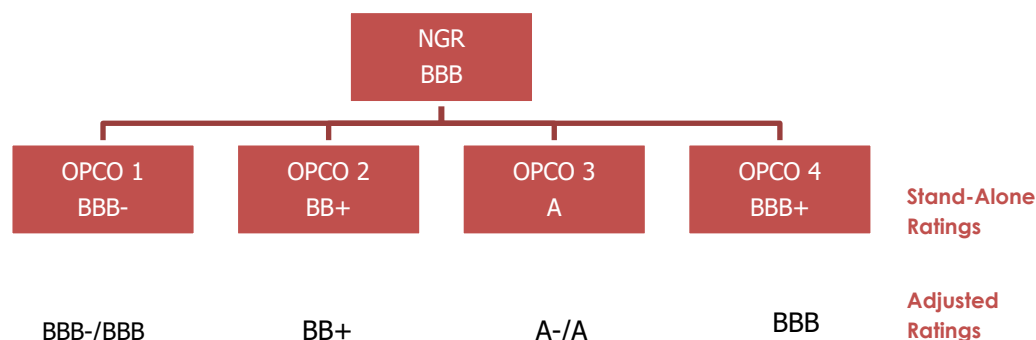 NGR
BBB
OPCO 1
BBB-
OPCO 2
BB+
OPCO 3
A
OPCO 4
BBB+
Stand-Alone
Ratings
BBB-/BBB
BB+
A-/A
BBB
Adjusted
Ratings